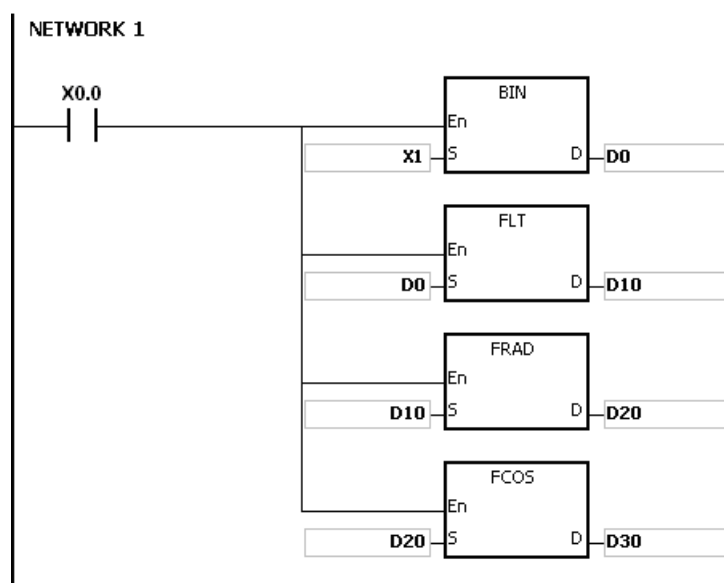 NETWORK 1
X0.0
BIN
En
X1 S D D0
FLT
En
D0 S D D10
FRAD
En
D10 S D D20
FCOS
En
D20 S D D30